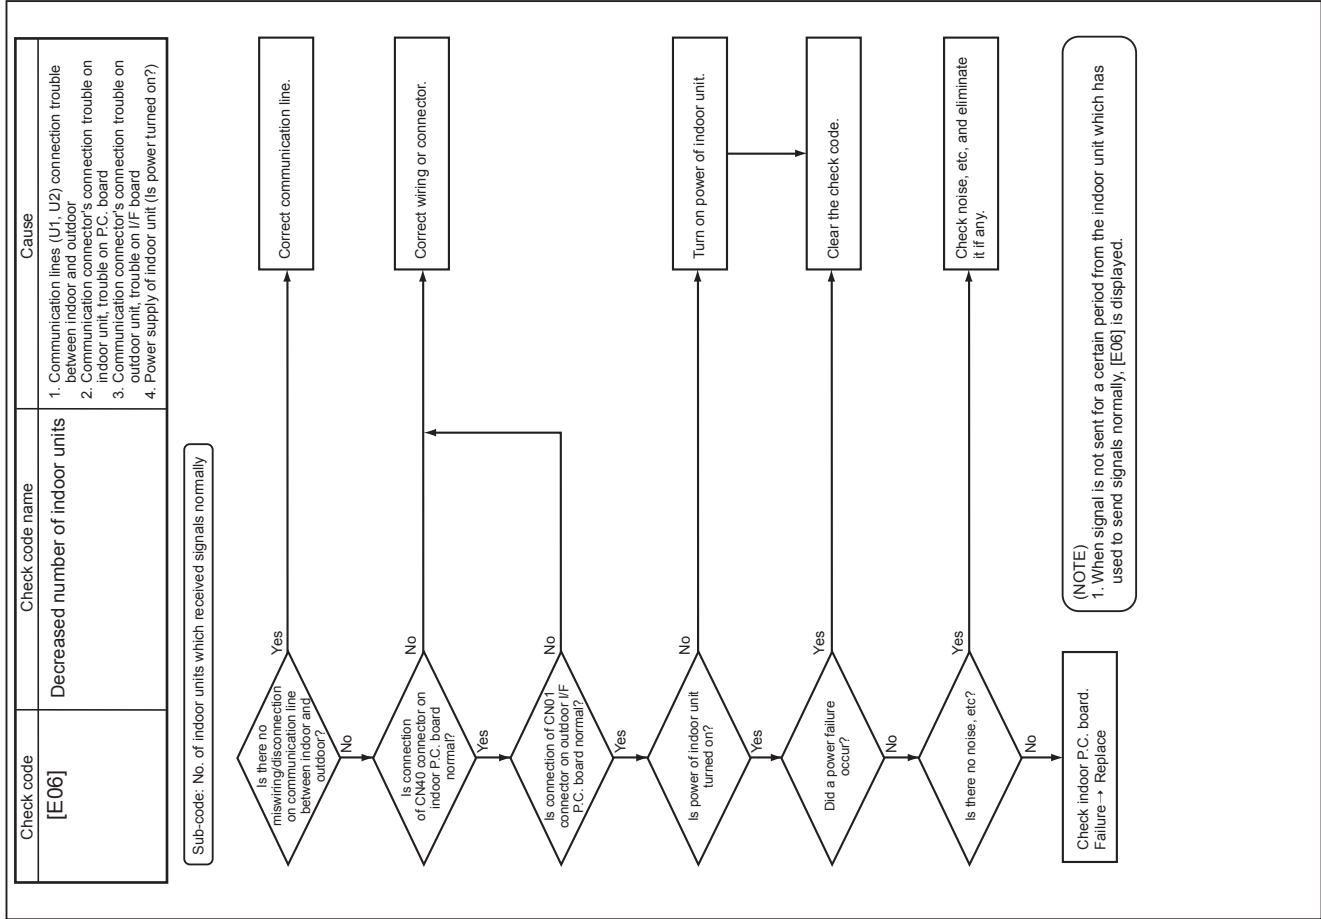 Check code
Check code name
Cause
[E06]
Decreased number of indoor units
1. Communication lines (U1, U2) connection trouble
between indoor and outdoor
2. Communication connector's connection trouble on
indoor unit, trouble on P.C. board
3. Communication connector's connection trouble on
outdoor unit, trouble on I/F board
4. Power supply of indoor unit (Is power turned on?)
Sub-code: No. of indoor units which received signals normally
Is there no
miswiring/disconnection
on communication line
between indoor and
outdoor?
Yes
Correct communication line.
No
Is connection
of CN40 connector on
indoor P.C. board
normal?
No
Correct wiring or connector.
Yes
Is connection of CN01
connector on outdoor I/F
P.C. board normal?
No
Yes
Is power of indoor unit
turned on?
No
Turn on power of indoor unit.
Yes
Did a power failure
occur?
Yes
Clear the check code.
No
Is there no noise, etc?
Yes
Check noise, etc, and eliminate
it if any.
No
Check indoor P.C. board.
Failure→ Replace
(NOTE)
1. When signal is not sent for a certain period from the indoor unit which has
used to send signals normally, [E06] is displayed.